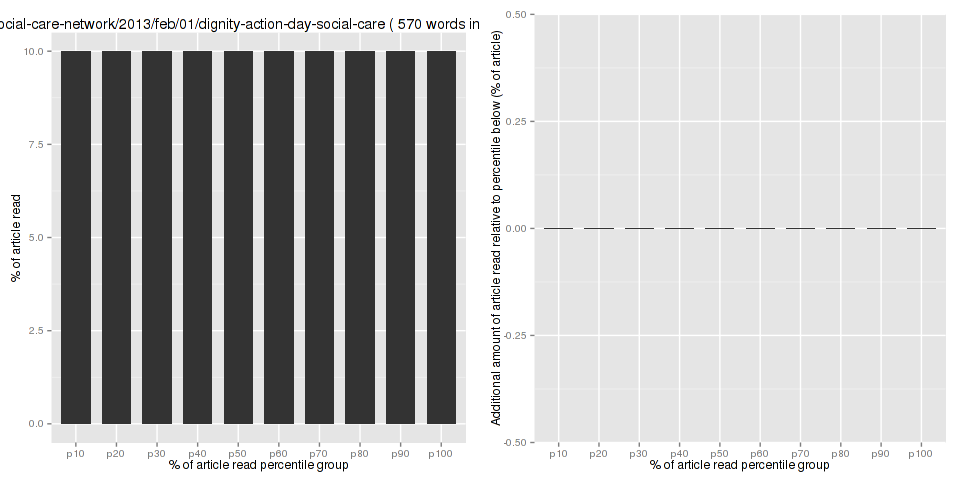 ocial-care-network/2013/feb/01/dignity-action-day-social-care ( 570 words in
% of article read
10.0
7.5
5.0
2.5
0.0
p10 p20 p30 p40 p50 p60 p70 p80 p90 p100
% of article read percentile group
Additional amount of article read relative to percentile below (% of article)
0.50
0.25
0.00
-0.25
-0.50
p10 p20 p30 p40 p50 p60 p70 p80 p90 p100
% of article read percentile group